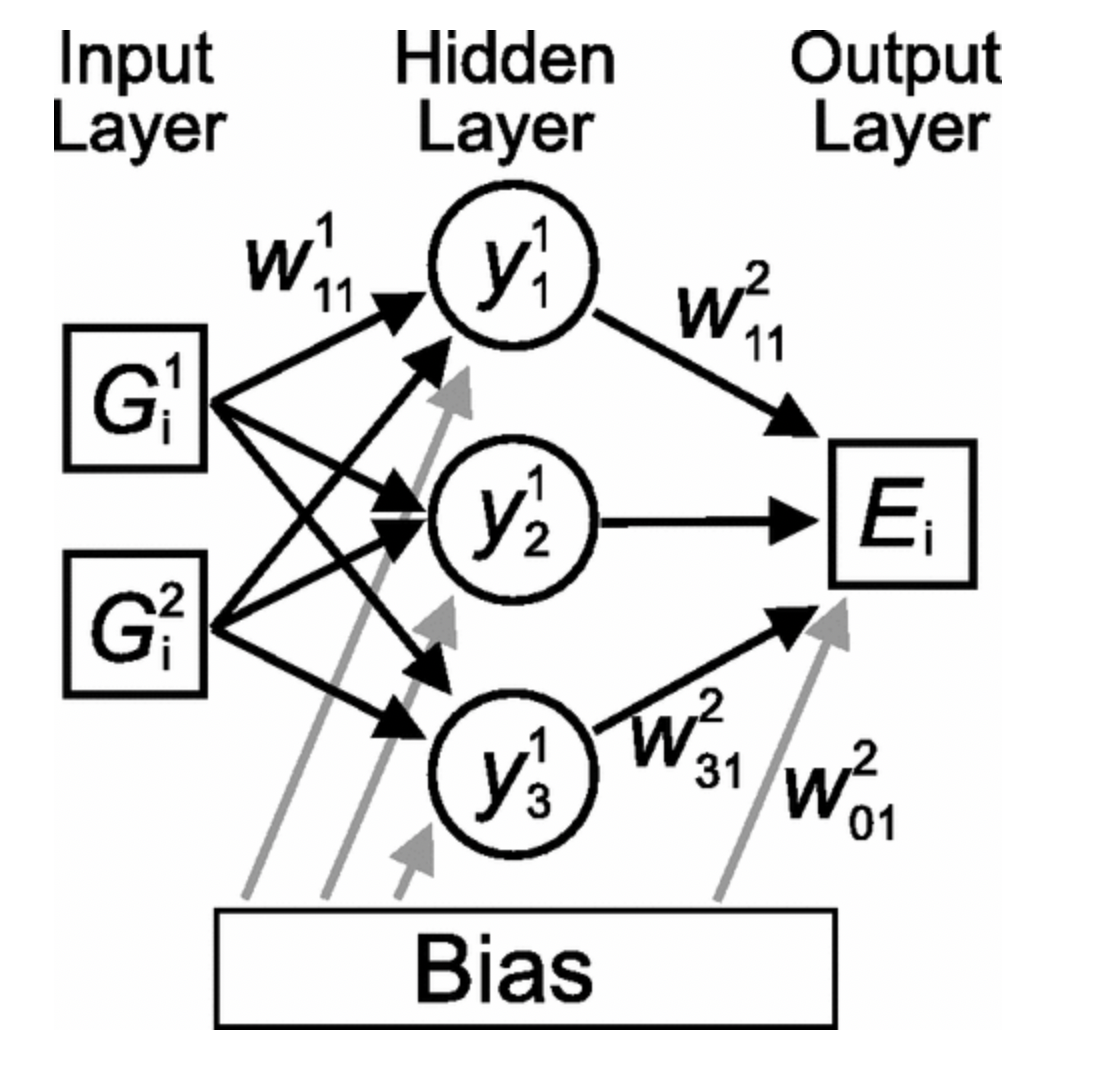 Input Layer
Hidden Layer
Output Layer
w¹₁₁
y¹₁
w²₁₁
G¹ᵢ
y¹₂
Eᵢ
G²ᵢ
y¹₃
w²₃₁
w²₀₁
Bias